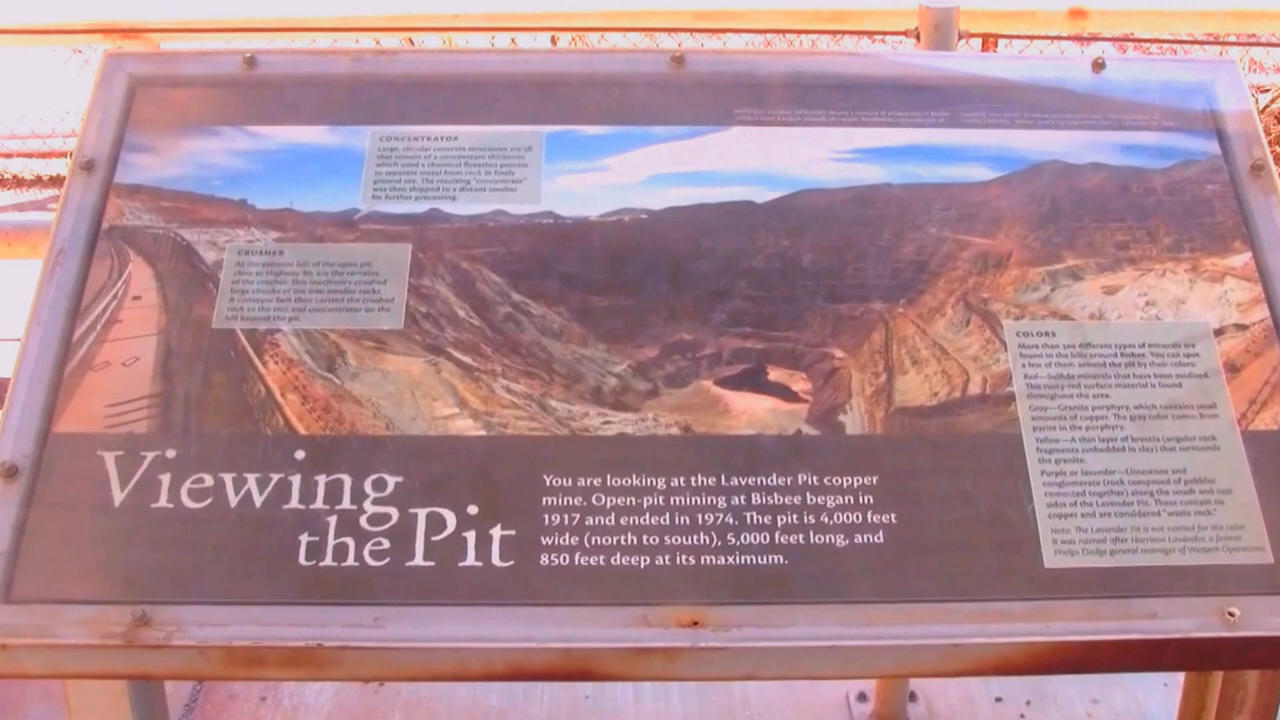 CONCENTRATOR
Large, circular concrete structures are all
that remain of a concentrate thickener,
which used a chemical flotation process
to separate metal from rock in finely
ground ore. The resulting "concentrate"
was then shipped to a distant smelter
for further processing.
CRUSHER
At the extreme left of the open pit,
close to Highway 80, are the remains
of the crusher. This machinery crushed
large chunks of ore into smaller rocks.
A conveyor belt then carried the crushed
rock to the mill and concentrator on the
hill beyond the pit.
Viewing
the Pit
You are looking at the Lavender Pit copper
mine. Open-pit mining at Bisbee began in
1917 and ended in 1974. The pit is 4,000 feet
wide (north to south), 5,000 feet long, and
850 feet deep at its maximum.
COLORS
More than 300 different types of minerals are
found in the hills around Bisbee. You can spot
a few of them around the pit by their colors:
Red—Sulfide minerals that have been oxidized.
This rusty-red surface material is found
throughout the area.
Gray—Granite porphyry, which contains small
amounts of copper. The gray color comes from
pyrite in the porphyry.
Yellow—A thin layer of breccia (angular rock
fragments embedded in clay) that surrounds
the granite.
Purple or lavender—Limestone and
conglomerate (rock composed of pebbles
cemented together) along the south and east
sides of the Lavender Pit. These contain no
copper and are considered "waste rock."
Note: The Lavender Pit is not named for the color.
It was named after Harrison Lavender, a former
Phelps Dodge general manager of Western Operations.